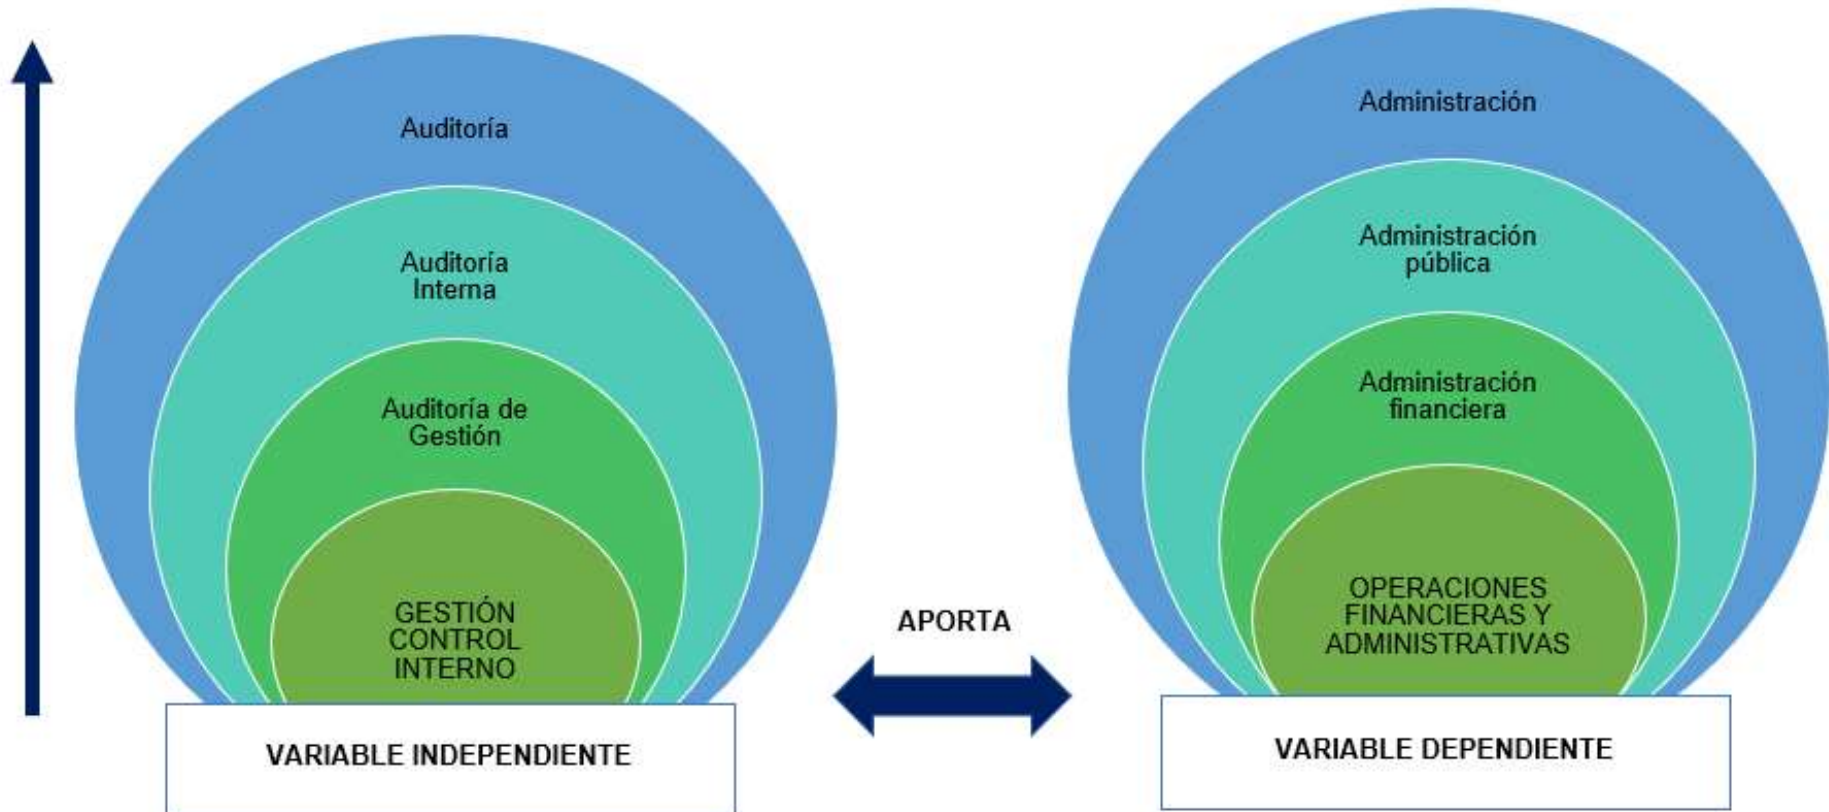 Auditoría
Auditoría
Interna
Auditoría de
Gestión
GESTIÓN
CONTROL
INTERNO
VARIABLE INDEPENDIENTE
APORTA
Administración
Administración
pública
Administración
financiera
OPERACIONES
FINANCIERAS Y
ADMINISTRATIVAS
VARIABLE DEPENDIENTE